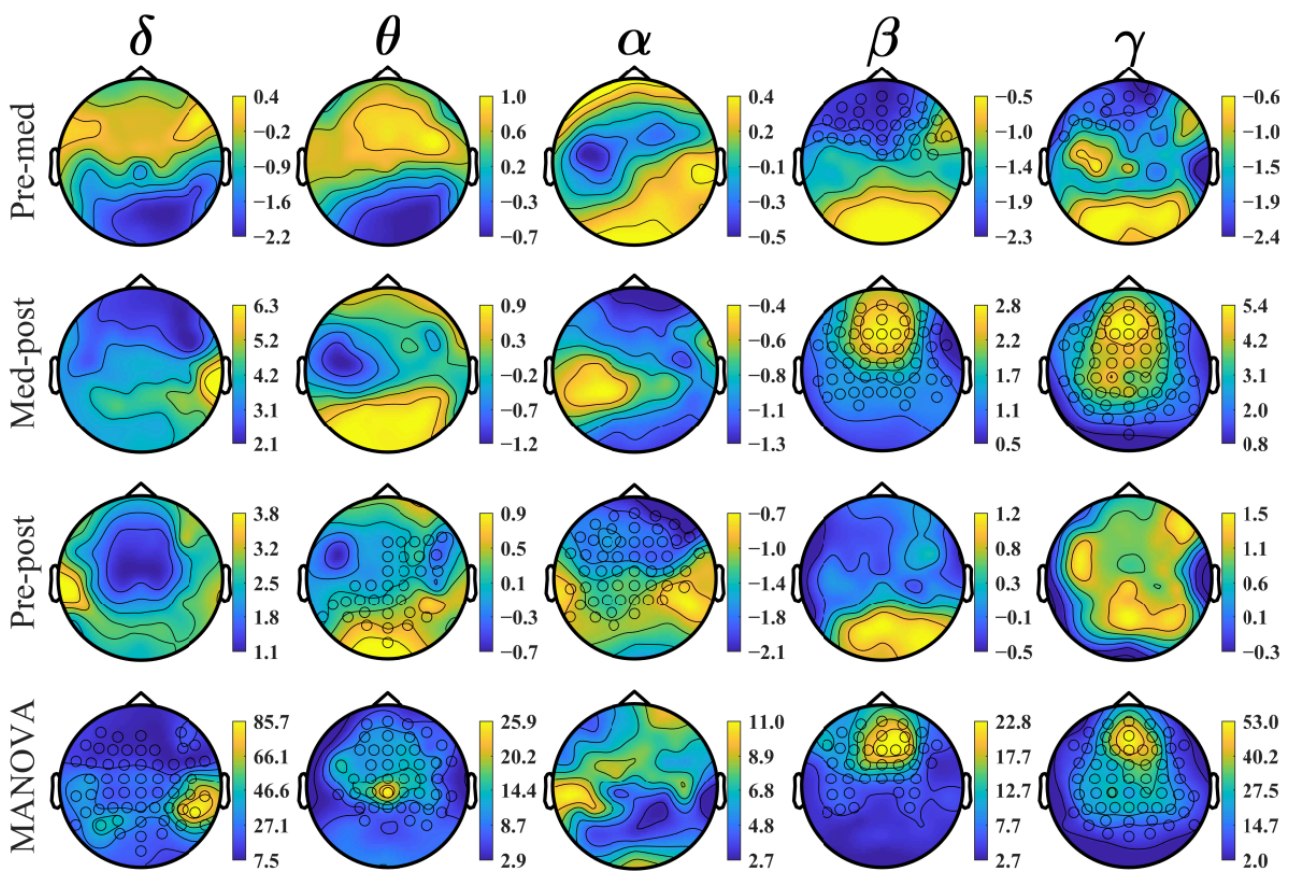 δ θ α β γ
Pre-med
0.4 1.0 0.4 −0.5 −0.6
−0.2 0.6 0.2 −1.0 −1.0
−0.9 0.2 −0.1 −1.4 −1.5
−1.6 −0.3 −0.3 −1.9 −1.9
−2.2 −0.7 −0.5 −2.3 −2.4
Med-post
6.3 0.9 −0.4 2.8 5.4
5.2 0.3 −0.6 2.2 4.2
4.2 −0.2 −0.8 1.7 3.1
3.1 −0.7 −1.1 1.1 2.0
2.1 −1.2 −1.3 0.5 0.8
Pre-post
3.8 0.9 −0.7 1.2 1.5
3.2 0.5 −1.0 0.8 1.1
2.5 0.1 −1.4 0.3 0.6
1.8 −0.3 −1.8 −0.1 0.1
1.1 −0.7 −2.1 −0.5 −0.3
MANOVA
85.7 25.9 11.0 22.8 53.0
66.1 20.2 8.9 17.7 40.2
46.6 14.4 6.8 12.7 27.5
27.1 8.7 4.8 7.7 14.7
7.5 2.9 2.7 2.7 2.0